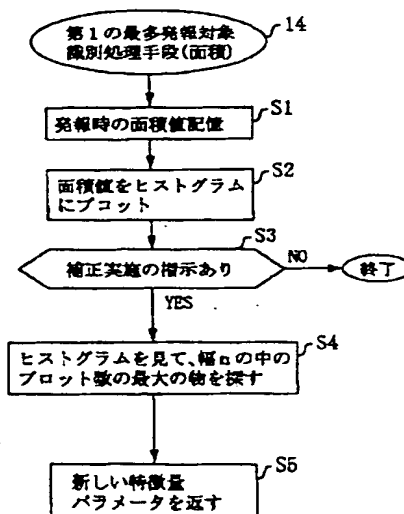 第1の最多発報対象
識別処理手段(面積)
14
S1
発報時の面積値記憶
S2
面積値をヒストグラム
にプロット
S3
補正実施の指示あり
NO
終了
YES
S4
ヒストグラムを見て、幅nの中の
プロット数の最大の物を探す
S5
新しい特徴量
パラメータを返す